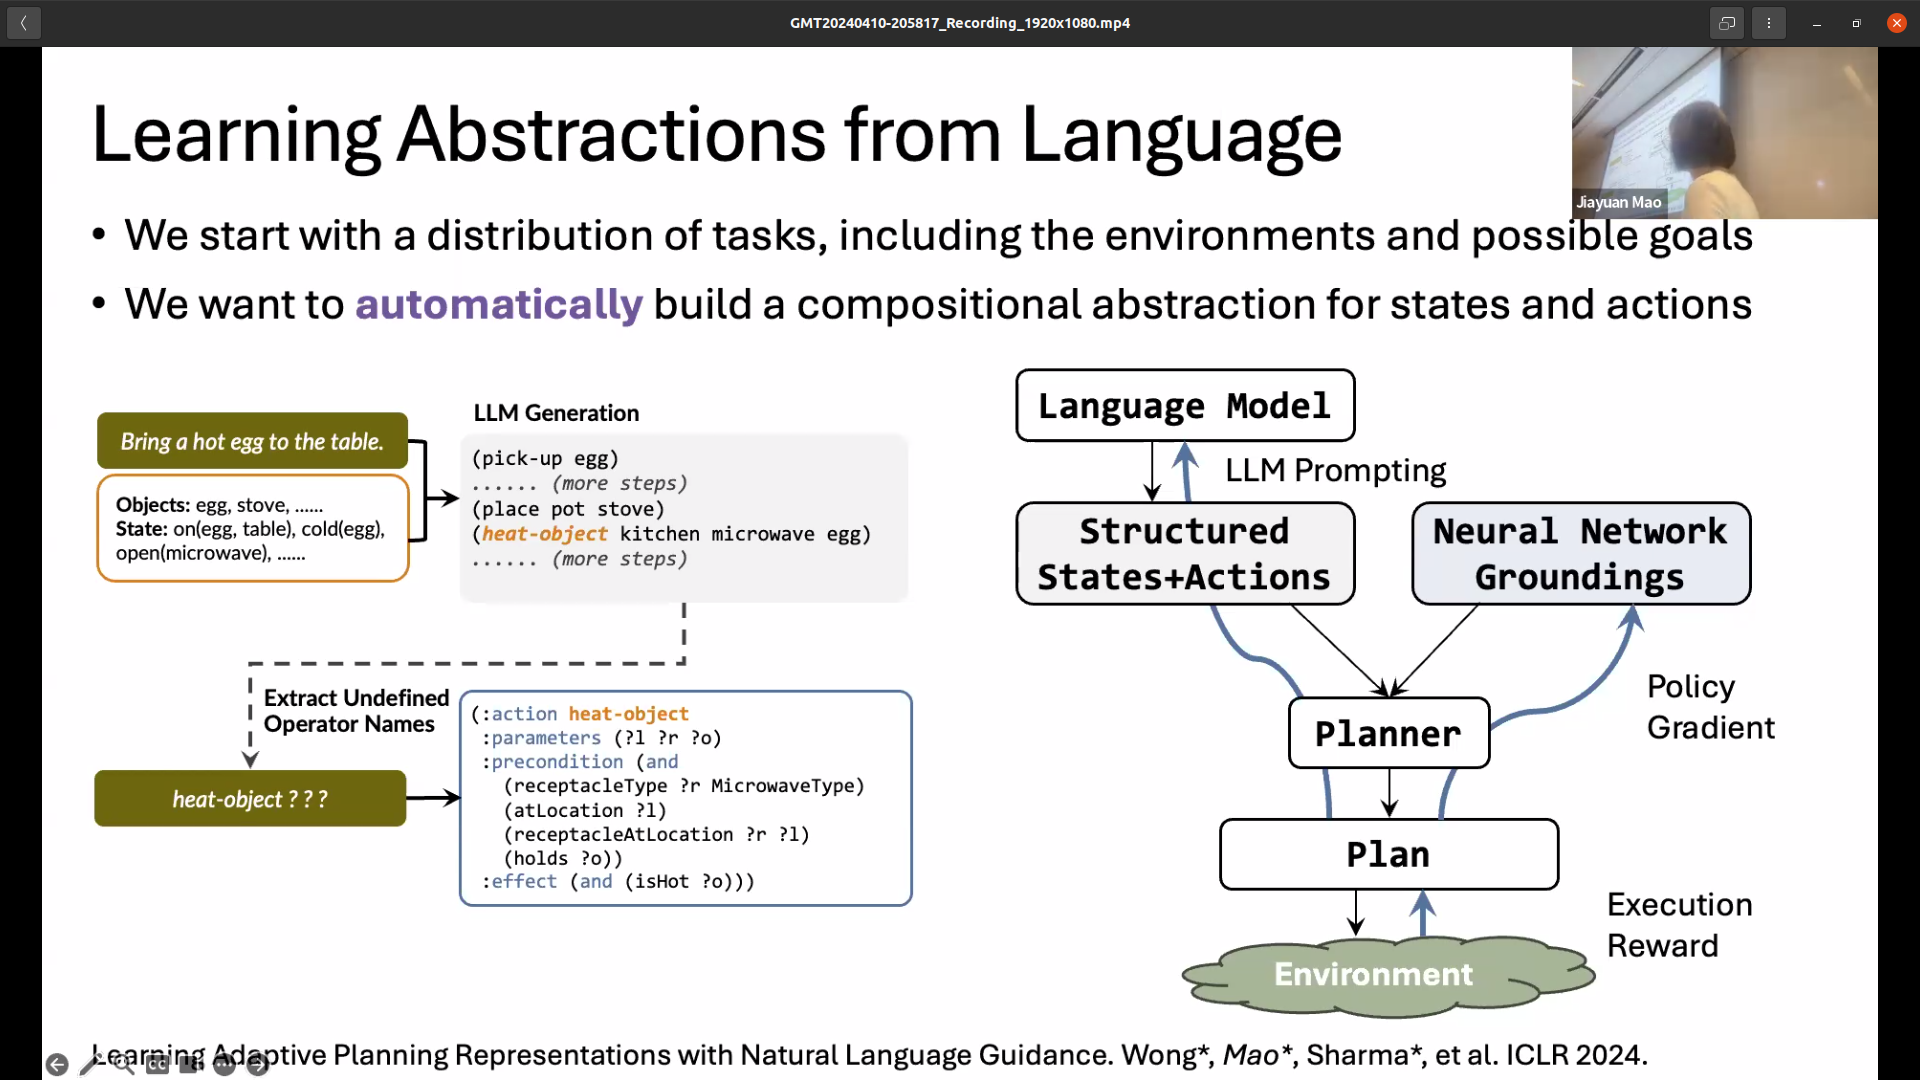 GMT20240410-205817_Recording_1920x1080.mp4
Learning Abstractions from Language
Jiayuan Mao
• We start with a distribution of tasks, including the environments and possible goals
• We want to automatically build a compositional abstraction for states and actions
Bring a hot egg to the table.
Objects: egg, stove, ......
State: on(egg, table), cold(egg),
open(microwave), ......
LLM Generation
(pick-up egg)
...... (more steps)
(place pot stove)
(heat-object kitchen microwave egg)
...... (more steps)
Extract Undefined
Operator Names
heat-object ? ? ?
(:action heat-object
:parameters (?l ?r ?o)
:precondition (and
(receptacleType ?r MicrowaveType)
(atLocation ?l)
(receptacleAtLocation ?r ?l)
(holds ?o))
:effect (and (isHot ?o)))
Language Model
LLM Prompting
Structured
States+Actions
Neural Network
Groundings
Policy
Gradient
Planner
Plan
Execution
Reward
Environment
Learning Adaptive Planning Representations with Natural Language Guidance. Wong*, Mao*, Sharma*, et al. ICLR 2024.
CC